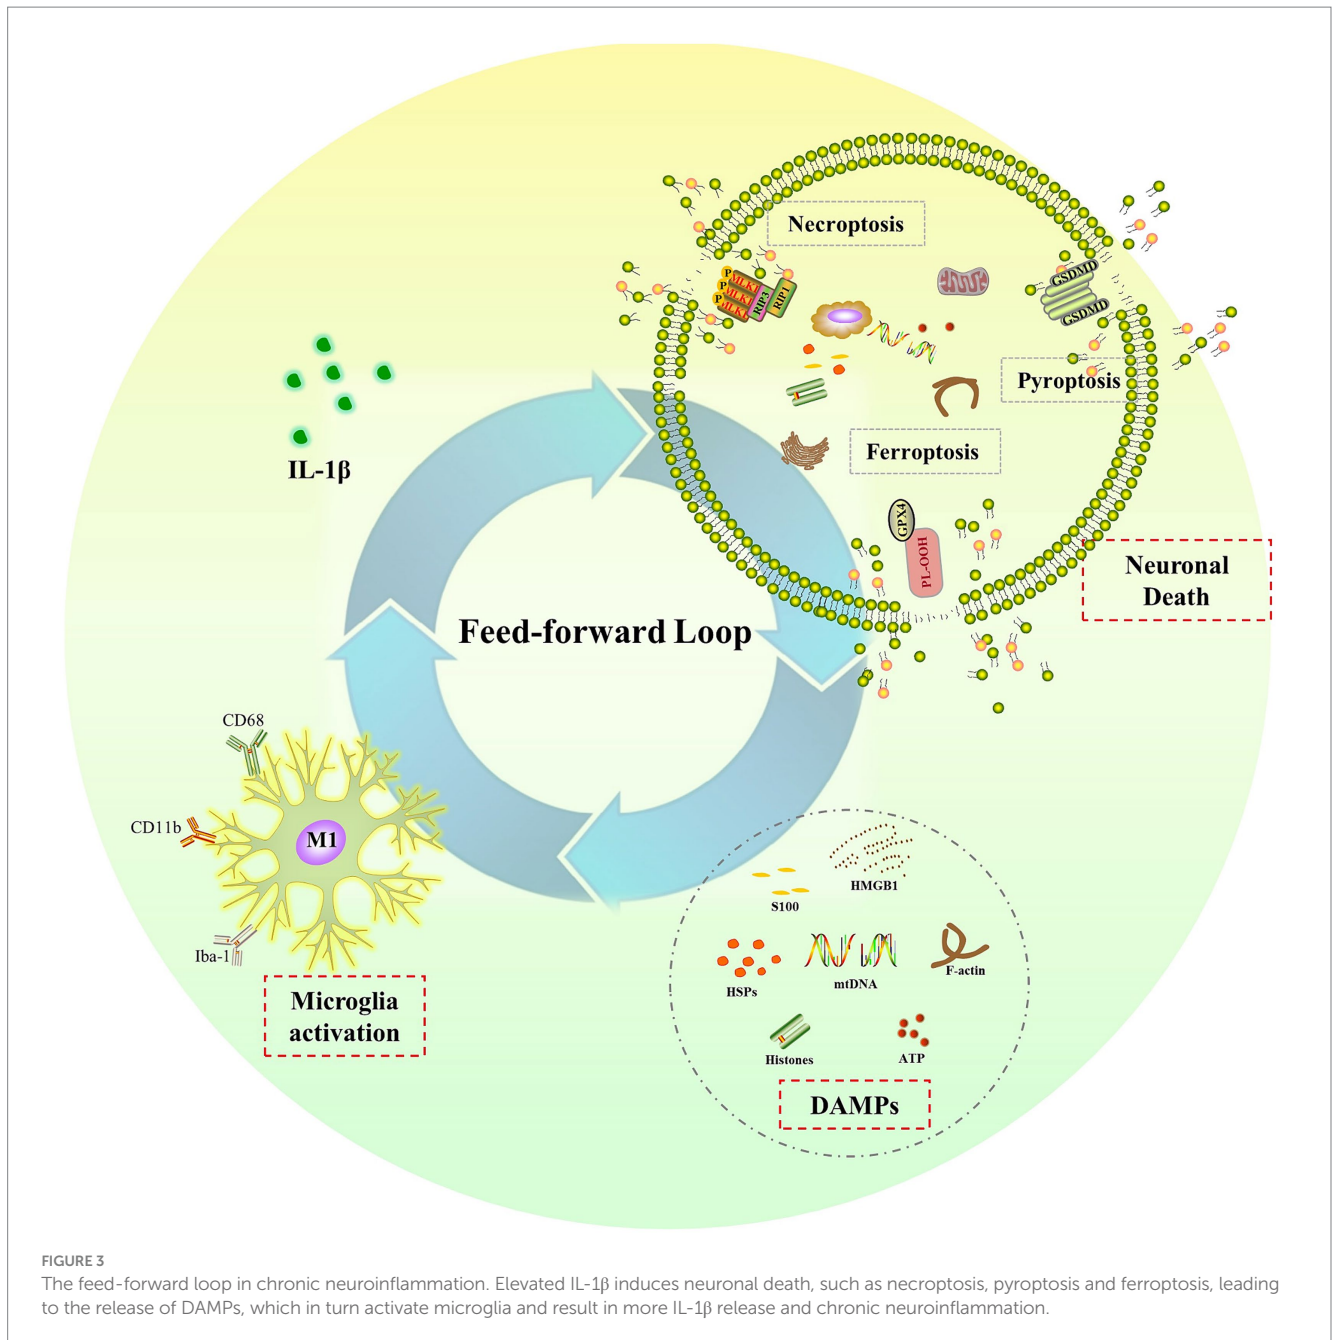 Necroptosis
P
MLKL
P
MLKL
P
MLKL
RIP3
RIP1
GSDMD
GSDMD
Pyroptosis
Ferroptosis
GPX4
PL-OOH
Neuronal
Death
IL-1β
Feed-forward Loop
CD68
CD11b
M1
Iba-1
Microglia
activation
HMGB1
S100
HSPs
mtDNA
F-actin
Histones
ATP
DAMPs
FIGURE 3
The feed-forward loop in chronic neuroinflammation. Elevated IL-1β induces neuronal death, such as necroptosis, pyroptosis and ferroptosis, leading
to the release of DAMPs, which in turn activate microglia and result in more IL-1β release and chronic neuroinflammation.